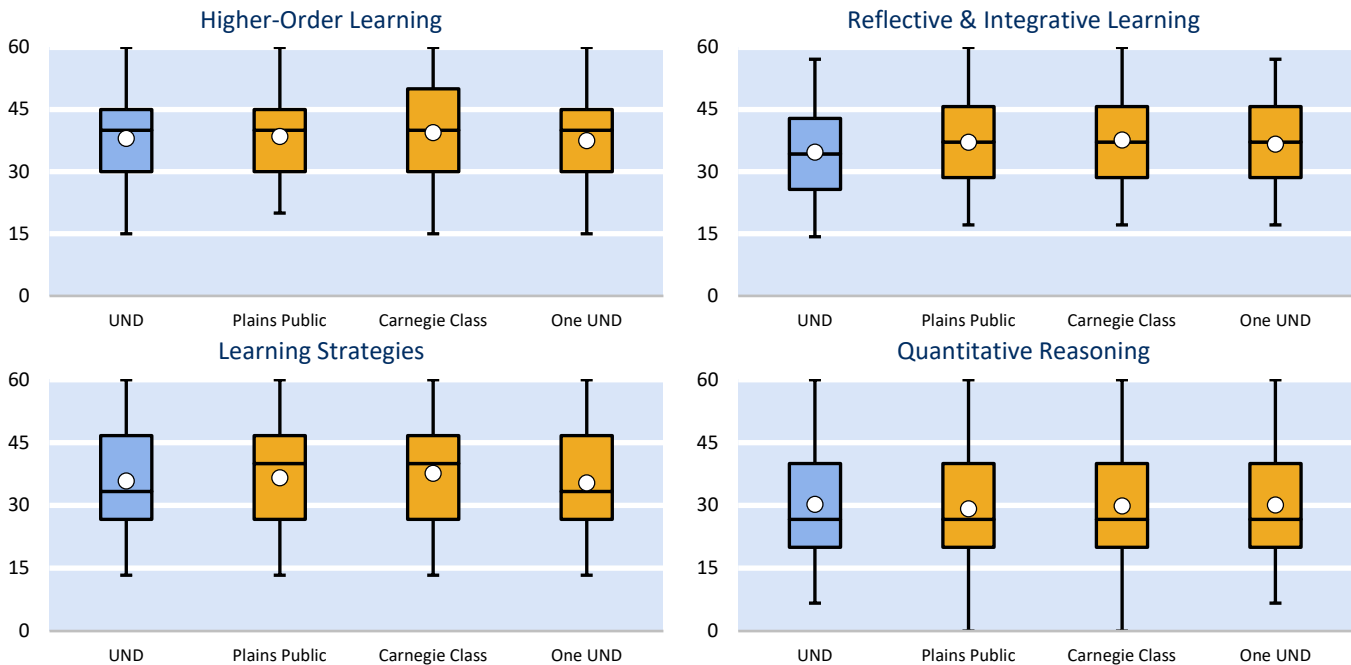 Higher-Order Learning
60
45
30
15
0
UND Plains Public Carnegie Class One UND
Reflective & Integrative Learning
60
45
30
15
0
UND Plains Public Carnegie Class One UND
Learning Strategies
60
45
30
15
0
UND Plains Public Carnegie Class One UND
Quantitative Reasoning
60
45
30
15
0
UND Plains Public Carnegie Class One UND